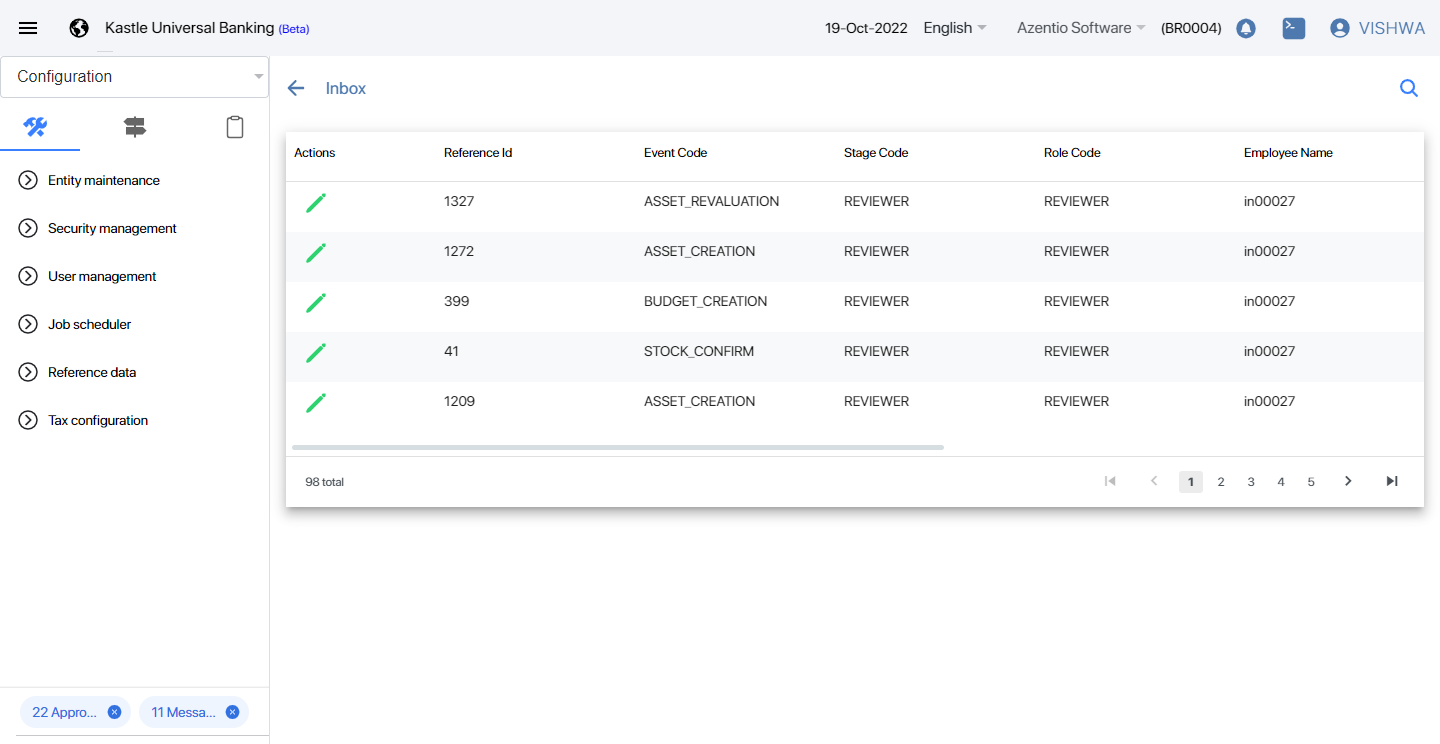 Kastle Universal Banking (Beta) 19-Oct-2022 English Azentio Software (BR0004) VISHWA
Configuration
Inbox
Entity maintenance
Security management
User management
Job scheduler
Reference data
Tax configuration
Actions Reference Id Event Code Stage Code Role Code Employee Name
1327 ASSET_REVALUATION REVIEWER REVIEWER in00027
1272 ASSET_CREATION REVIEWER REVIEWER in00027
399 BUDGET_CREATION REVIEWER REVIEWER in00027
41 STOCK_CONFIRM REVIEWER REVIEWER in00027
1209 ASSET_CREATION REVIEWER REVIEWER in00027
98 total 1 2 3 4 5
22 Appro... 11 Messa...